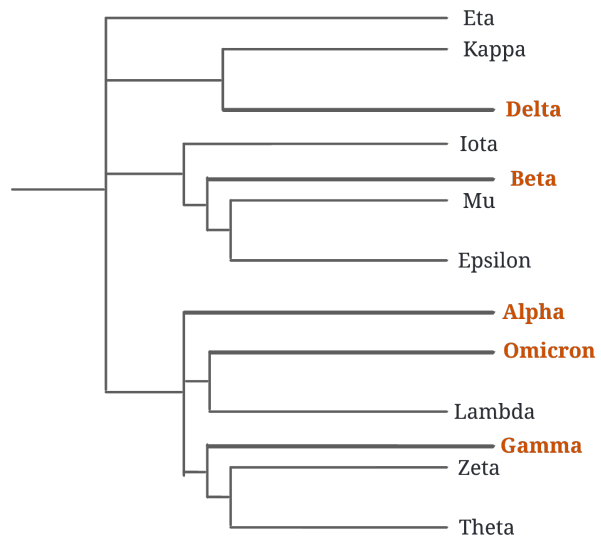 Eta
Kappa
Delta
Iota
Beta
Mu
Epsilon
Alpha
Omicron
Lambda
Gamma
Zeta
Theta